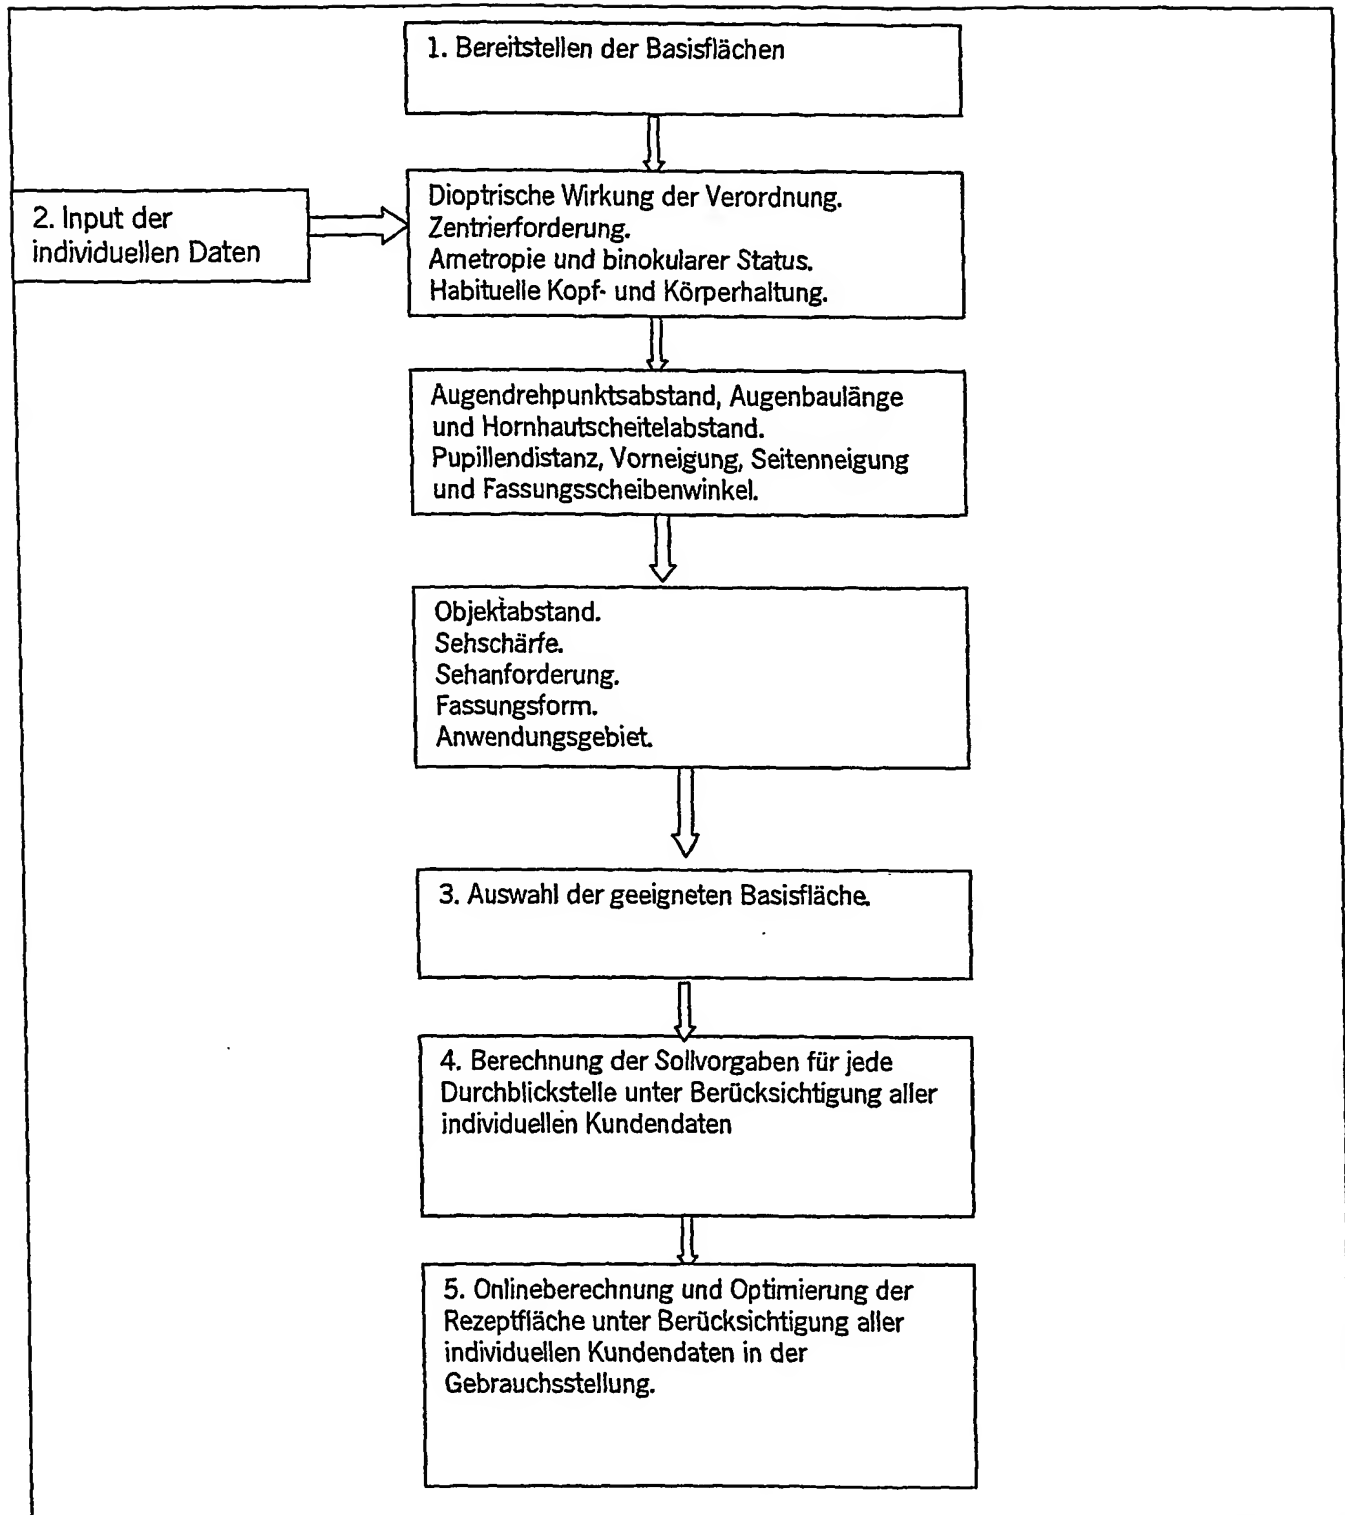 1. Bereitstellen der Basisflächen
2. Input der
individuellen Daten
Dioptrische Wirkung der Verordnung.
Zentrierforderung.
Ametropie und binokularer Status.
Habituelle Kopf- und Körperhaltung.
Augendrehpunktsabstand, Augenbaulänge
und Hornhautscheitelabstand.
Pupillendistanz, Vorneigung, Seitenneigung
und Fassungsscheibenwinkel.
Objektabstand.
Sehschärfe.
Sehanforderung.
Fassungsform.
Anwendungsgebiet.
3. Auswahl der geeigneten Basisfläche.
4. Berechnung der Sollvorgaben für jede
Durchblickstelle unter Berücksichtigung aller
individuellen Kundendaten
5. Onlineberechnung und Optimierung der
Rezeptfläche unter Berücksichtigung aller
individuellen Kundendaten in der
Gebrauchsstellung.